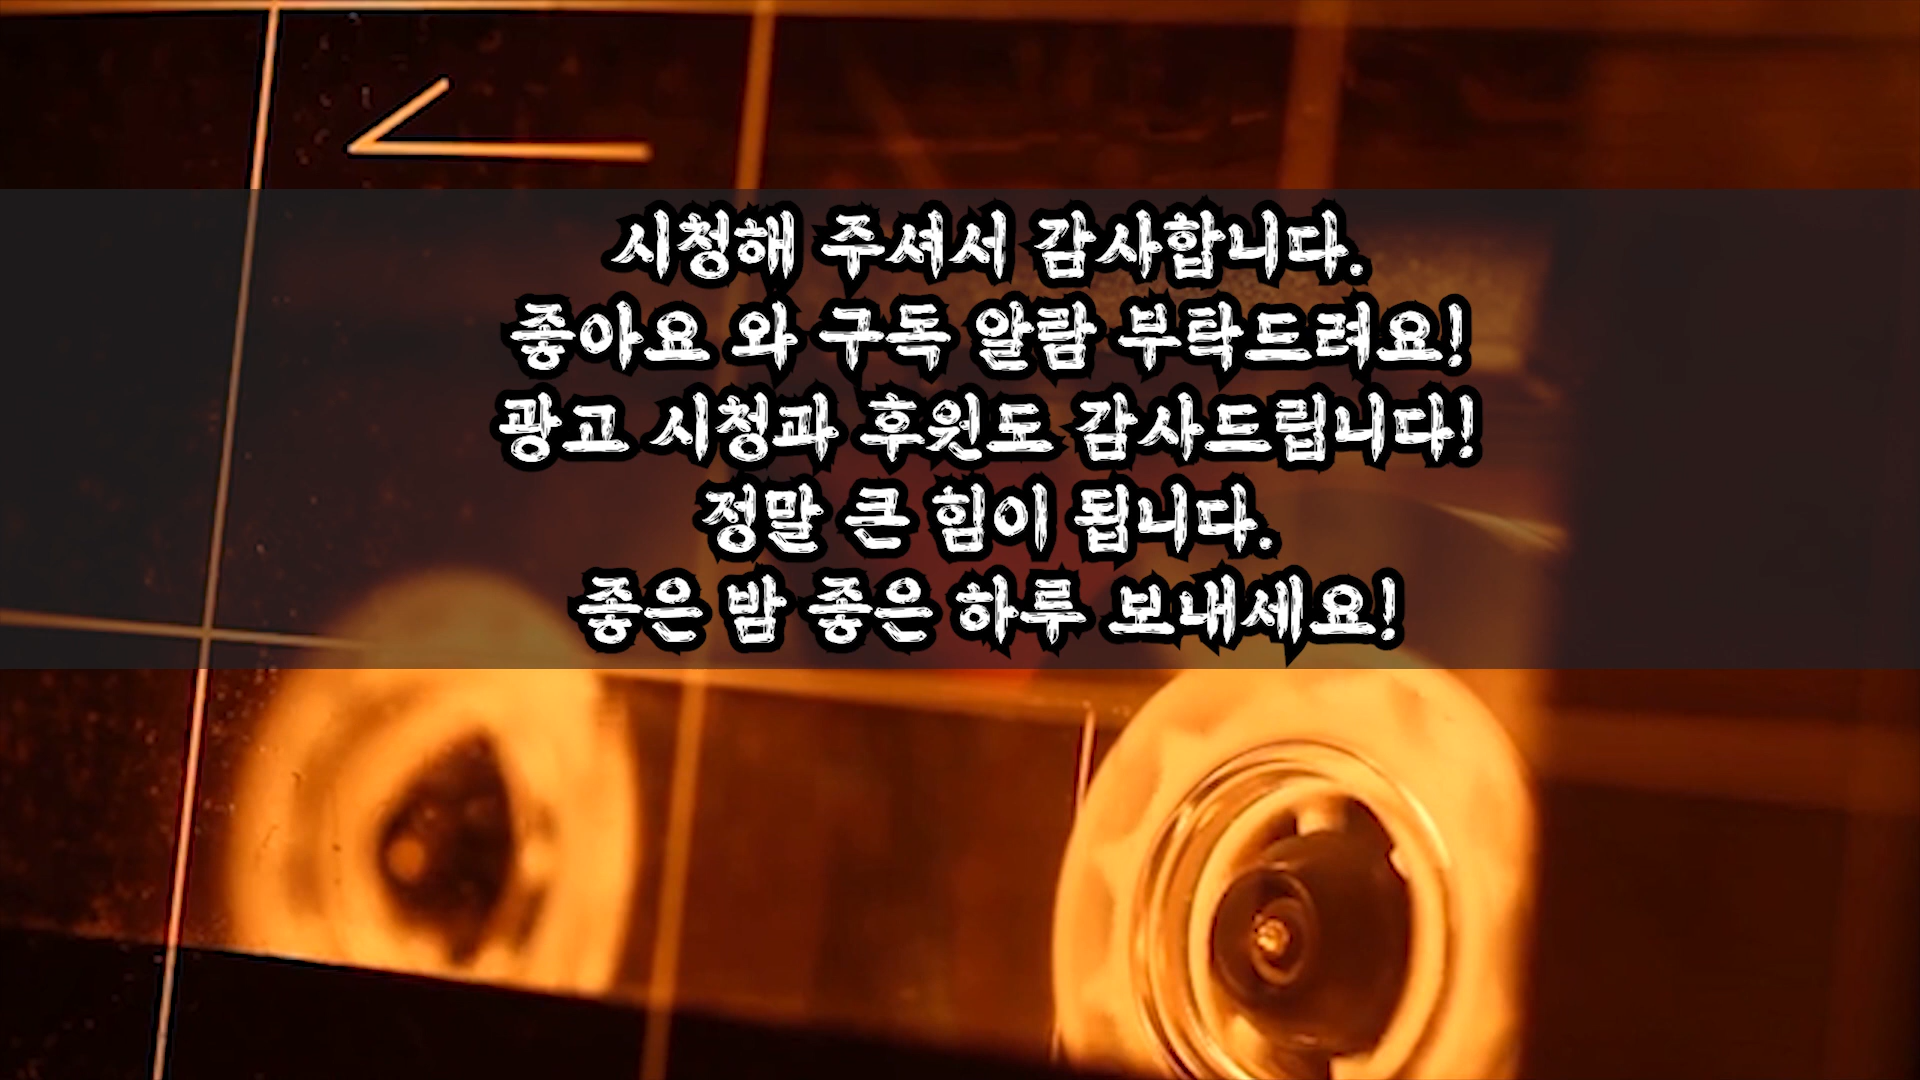 시청해 주셔서 감사합니다.
좋아요 와 구독 알람 부탁드려요!
광고 시청과 후원도 감사드립니다!
정말 큰 힘이 됩니다.
좋은 밤 좋은 하루 보내세요!